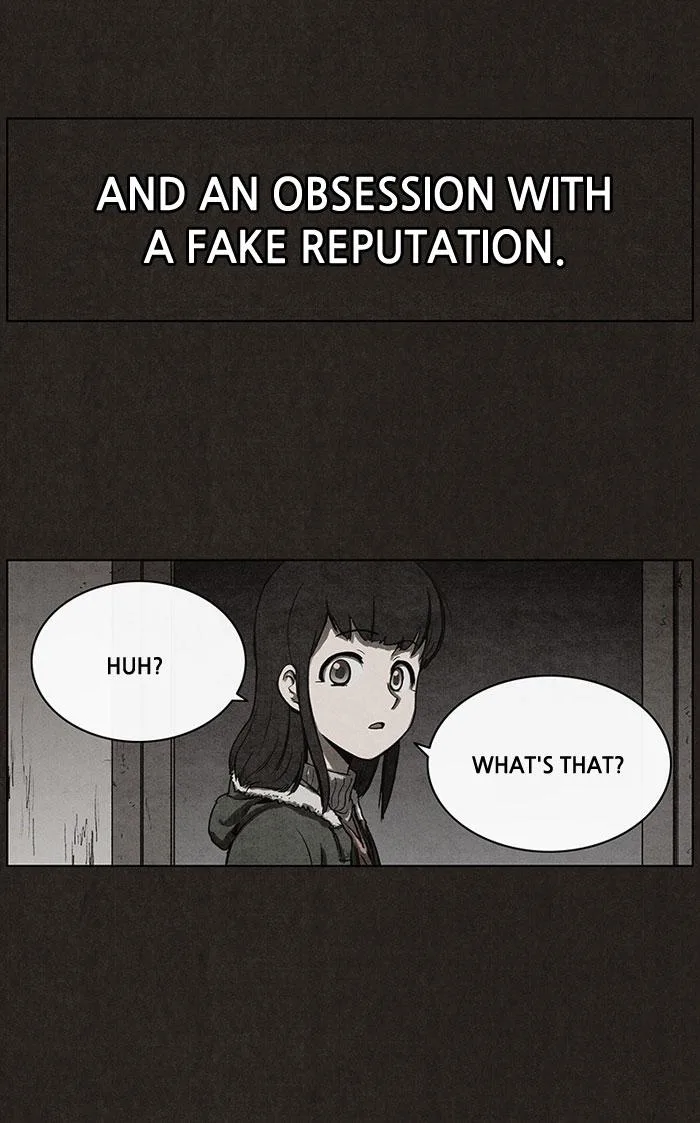 AND AN OBSESSION WITH
A FAKE REPUTATION.
HUH?
WHAT'S THAT?